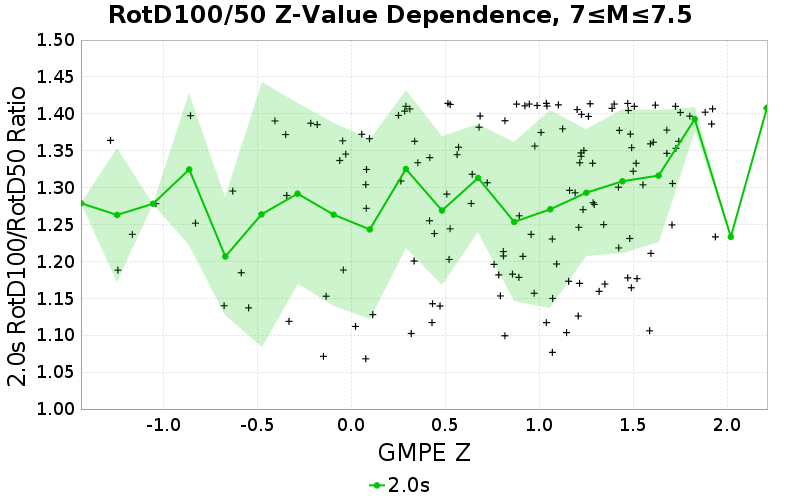 RotD100/50 Z-Value Dependence, 7≤M≤7.5
2.0s RotD100/RotD50 Ratio
1.50
1.45
1.40
1.35
1.30
1.25
1.20
1.15
1.10
1.05
1.00
-1.0 -0.5 0.0 0.5 1.0 1.5 2.0
GMPE Z
2.0s